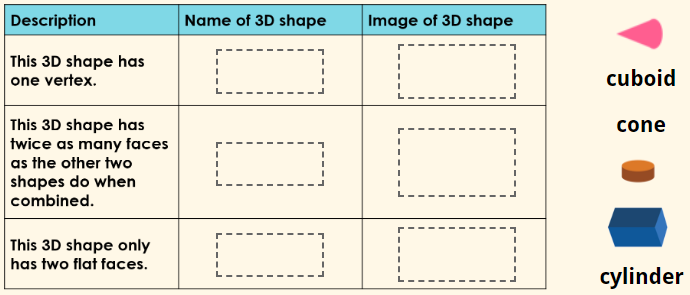 Description
Name of 3D shape
Image of 3D shape
This 3D shape has
one vertex.
This 3D shape has
twice as many faces
as the other two
shapes do when
combined.
This 3D shape only
has two flat faces.
cuboid
cone
cylinder